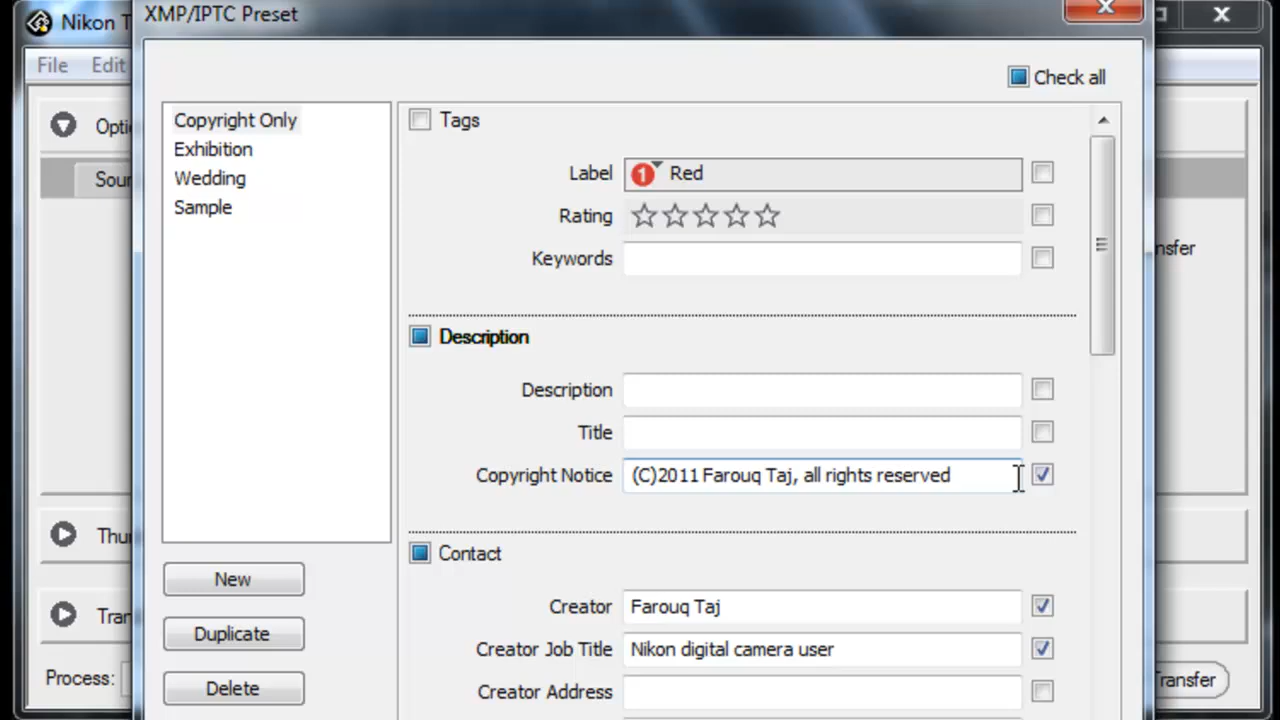 Nikon T
XMP/IPTC Preset
File Edit
Check all
Copyright Only
Exhibition
Wedding
Sample
Tags
Label 1 Red
Rating
Keywords
Description
Description
Title
Copyright Notice (C)2011 Farouq Taj, all rights reserved
Contact
Creator Farouq Taj
Creator Job Title Nikon digital camera user
Creator Address
New
Duplicate
Delete
Opti
Sour
nsfer
Thu
Tran
Process:
Transfer